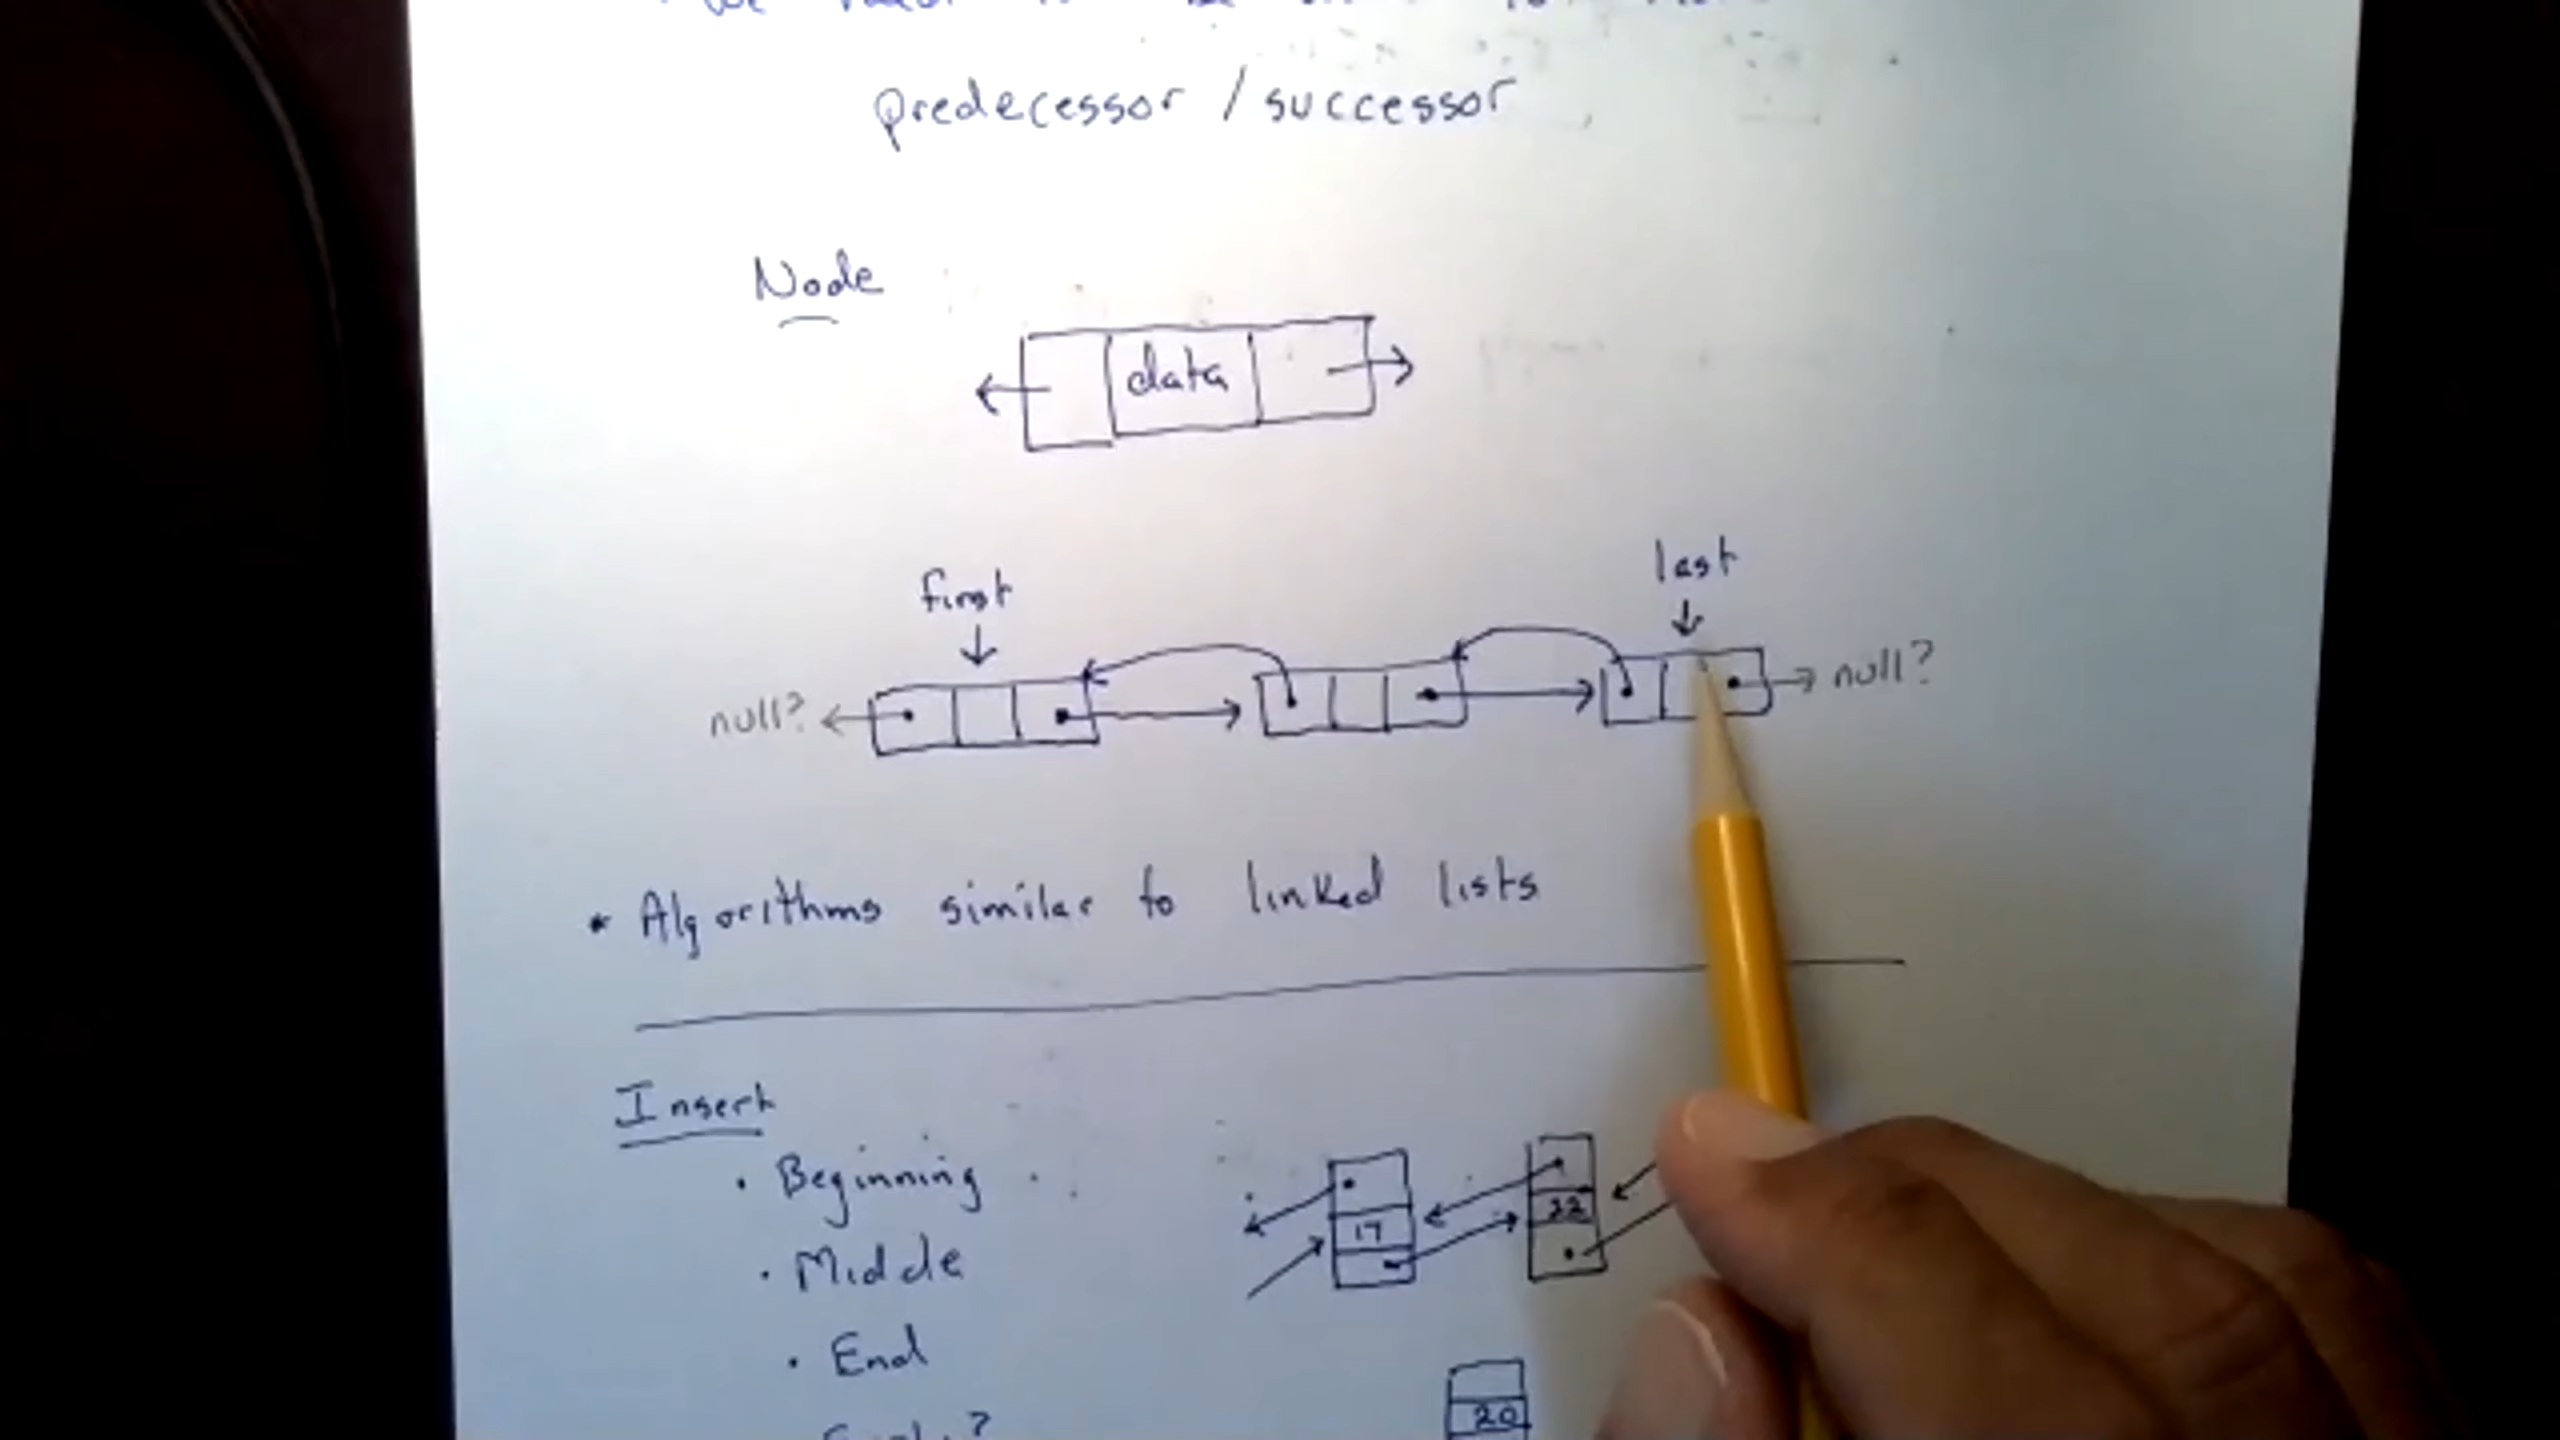 predecessor / successor
Node
data
first
last
null?
null?
* Algorithms similar to linked lists
Insert
• Beginning
• Middle
• End
17
22
20